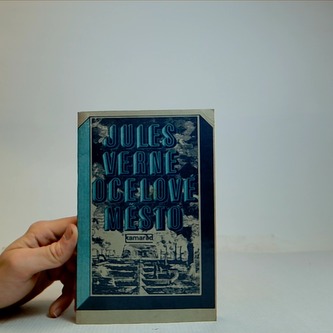 JULES
VERNE
OCELOVÉ
MĚSTO
kamarád